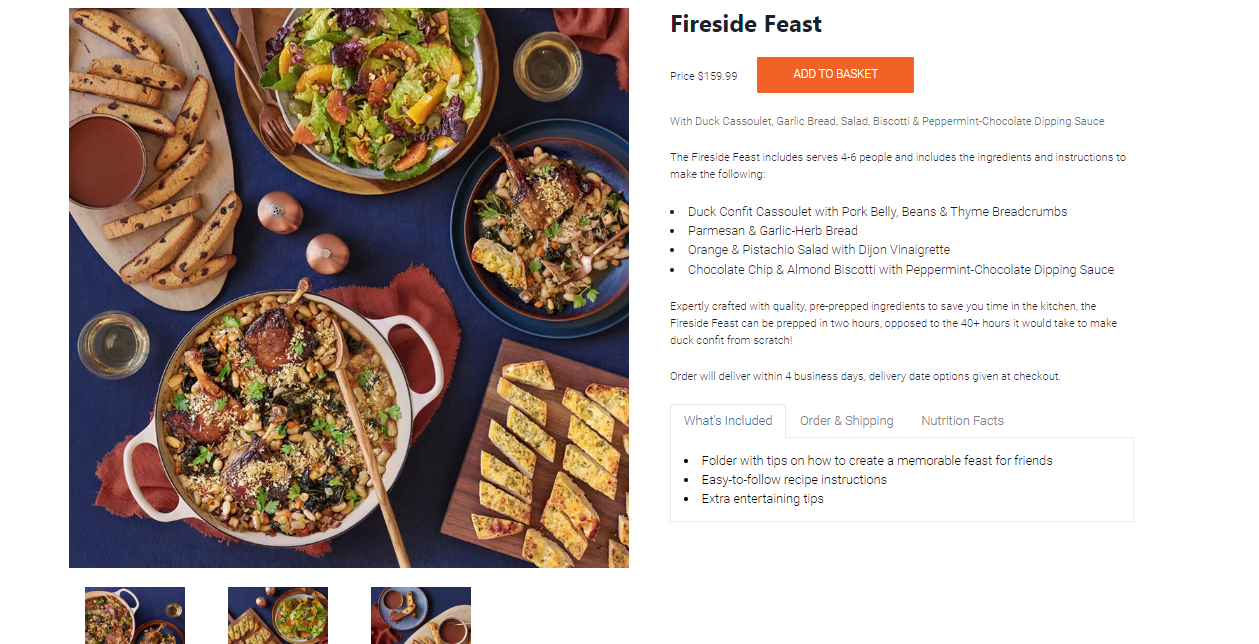 Fireside Feast
Price $159.99
ADD TO BASKET
With Duck Cassoulet, Garlic Bread, Salad, Biscotti & Peppermint-Chocolate Dipping Sauce
The Fireside Feast includes serves 4-6 people and includes the ingredients and instructions to
make the following:
Duck Confit Cassoulet with Pork Belly, Beans & Thyme Breadcrumbs
Parmesan & Garlic-Herb Bread
Orange & Pistachio Salad with Dijon Vinaigrette
Chocolate Chip & Almond Biscotti with Peppermint-Chocolate Dipping Sauce
Expertly crafted with quality, pre-prepped ingredients to save you time in the kitchen, the
Fireside Feast can be prepped in two hours, opposed to the 40+ hours it would take to make
duck confit from scratch!
Order will deliver within 4 business days, delivery date options given at checkout.
What's Included
Order & Shipping
Nutrition Facts
Folder with tips on how to create a memorable feast for friends
Easy-to-follow recipe instructions
Extra entertaining tips